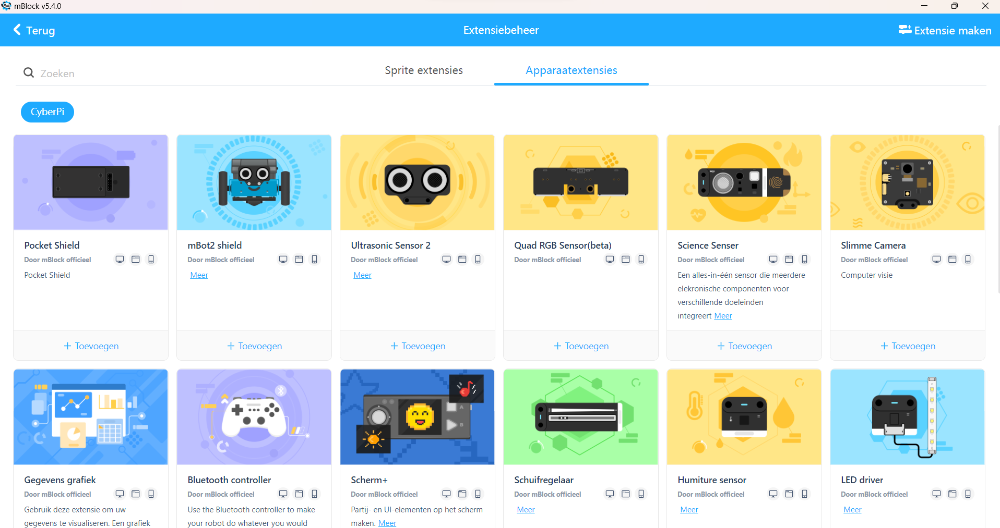 mBlock v5.4.0
Terug
Extensiebeheer
Extensie maken
Zoeken
Sprite extensies
Apparaatextensies
CyberPi
Pocket Shield
Door mBlock officieel
Pocket Shield
+ Toevoegen
mBot2 shield
Door mBlock officieel
Meer
+ Toevoegen
Ultrasonic Sensor 2
Door mBlock officieel
Meer
+ Toevoegen
Quad RGB Sensor(beta)
Door mBlock officieel
+ Toevoegen
Science Senser
Door mBlock officieel
Een alles-in-één sensor die meerdere
elekronische componenten voor
verschillende doeleinden
integreert Meer
+ Toevoegen
Slimme Camera
Door mBlock officieel
Computer visie
+ Toevoegen
Gegevens grafiek
Door mBlock officieel
Gebruik deze extensie om uw
gegevens te visualiseren. Een grafiek
Bluetooth controller
Door mBlock officieel
Use the Bluetooth controller to make
your robot do whatever you would
A
B
Scherm+
Door mBlock officieel
Partij- en UI-elementen op het scherm
maken. Meer
Schuifregelaar
Door mBlock officieel
Meer
Humiture sensor
Door mBlock officieel
Meer
LED driver
Door mBlock officieel
Meer